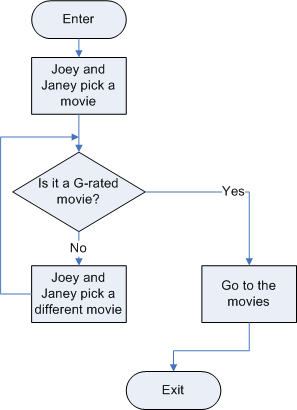 Enter
Joey and
Janey pick a
movie
Is it a G-rated
movie?
Yes
No
Joey and
Janey pick a
different movie
Go to the
movies
Exit